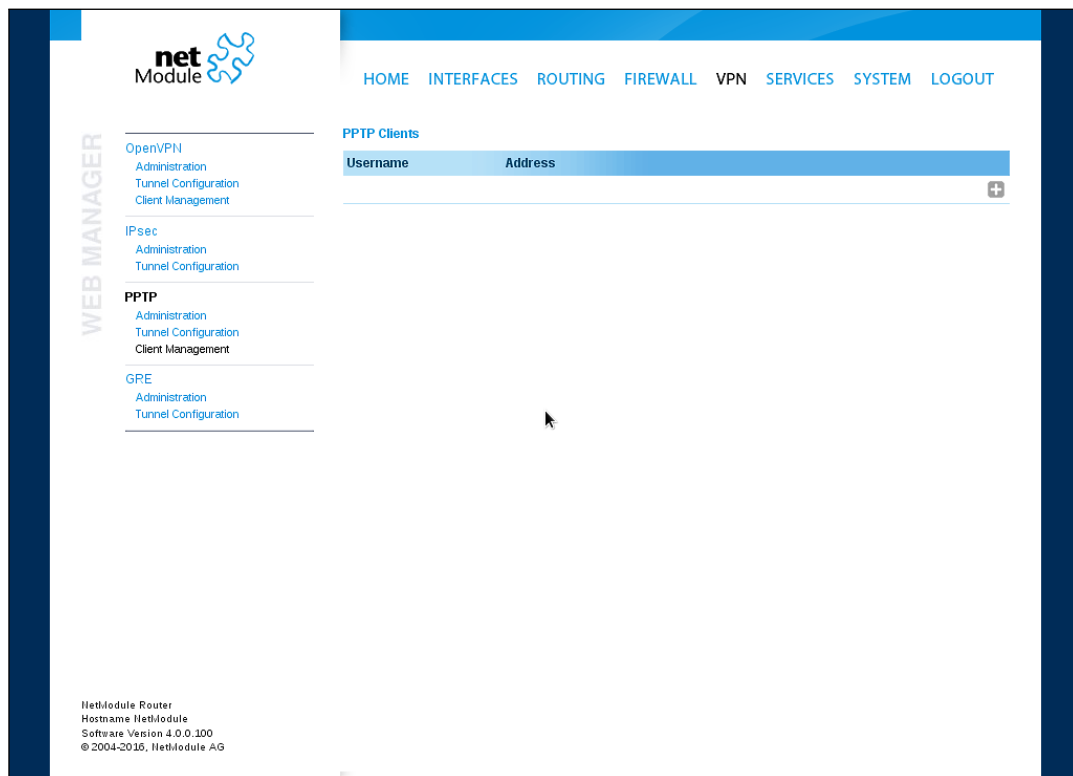 net
Module
HOME INTERFACES ROUTING FIREWALL VPN SERVICES SYSTEM LOGOUT
WEB MANAGER
OpenVPN
Administration
Tunnel Configuration
Client Management
IPsec
Administration
Tunnel Configuration
PPTP
Administration
Tunnel Configuration
Client Management
GRE
Administration
Tunnel Configuration
PPTP Clients
Username Address
NetModule Router
Hostname NetModule
Software Version 4.0.0.100
© 2004-2016, NetModule AG